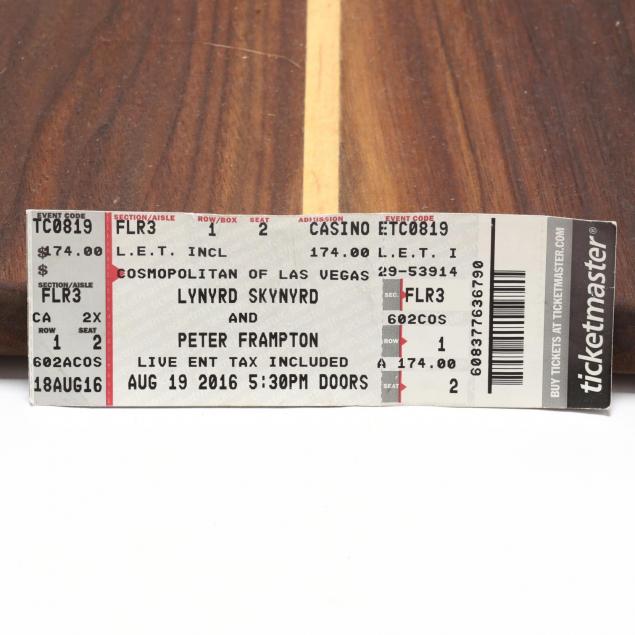 EVENT CODE
TC0819
$174.00
$
SECTION/AISLE
FLR3
CA 2X
ROW SEAT
1 2
602ACOS
18AUG16
SECTION/AISLE ROW/BOX SEAT ADMISSION
FLR3 1 2 CASINO
L.E.T. INCL 174.00
COSMOPOLITAN OF LAS VEGAS
LYNYRD SKYNYRD
AND
PETER FRAMPTON
LIVE ENT TAX INCLUDED
AUG 19 2016 5:30PM DOORS
EVENT CODE
ETC0819
L.E.T. I
29-53914
SEC. FLR3
602COS
ROW 1
A 174.00
SEAT 2
608377636790
BUY TICKETS AT TICKETMASTER.COM
ticketmaster®